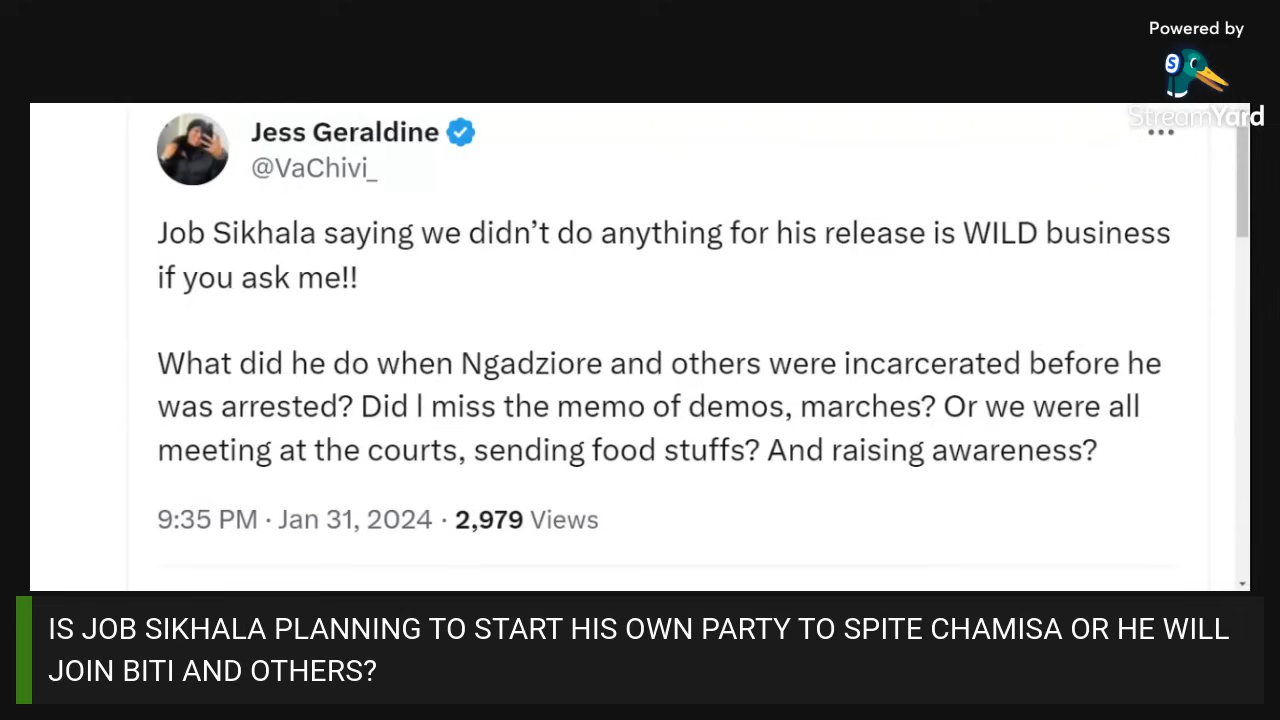 Powered by
S
StreamYard
Jess Geraldine
@VaChivi_
Job Sikhala saying we didn’t do anything for his release is WILD business
if you ask me!!
What did he do when Ngadziore and others were incarcerated before he
was arrested? Did I miss the memo of demos, marches? Or we were all
meeting at the courts, sending food stuffs? And raising awareness?
9:35 PM · Jan 31, 2024 · 2,979 Views
IS JOB SIKHALA PLANNING TO START HIS OWN PARTY TO SPITE CHAMISA OR HE WILL
JOIN BITI AND OTHERS?